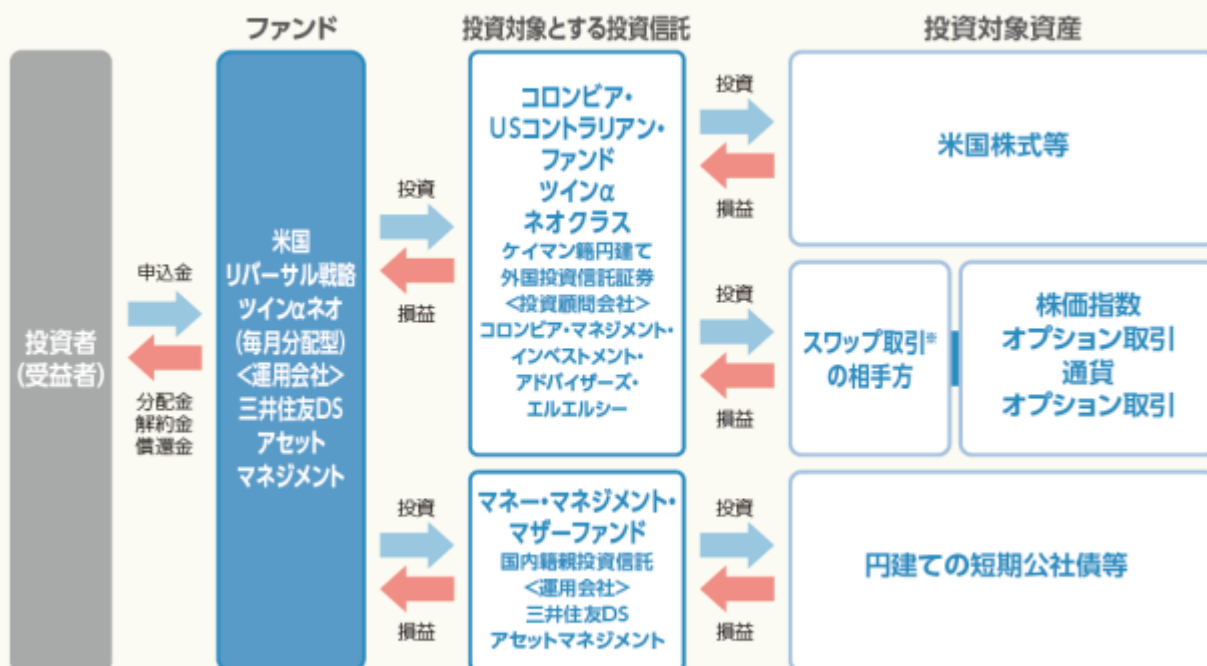 ファンド
投資対象とする投資信託
投資対象資産
投資者
(受益者)
申込金
分配金
解約金
償還金
米国
リバーサル戦略
ツインαネオ
(毎月分配型)
<運用会社>
三井住友DS
アセット
マネジメント
投資
損益
コロンビア・
USコントラリアン・
ファンド
ツインα
ネオクラス
ケイマン籍円建て
外国投資信託証券
<投資顧問会社>
コロンビア・マネジメント・
インベストメント・
アドバイザーズ・
エルエルシー
投資
損益
米国株式等
投資
損益
スワップ取引※
の相手方
株価指数
オプション取引
通貨
オプション取引
投資
損益
マネー・マネジメント・
マザーファンド
国内籍親投資信託
<運用会社>
三井住友DS
アセットマネジメント
投資
損益
円建ての短期公社債等